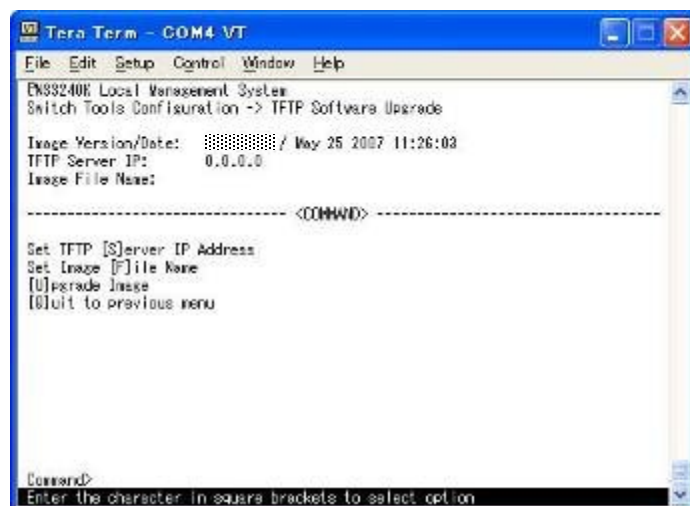 Tera Term - COM4 VT
File Edit Setup Control Window Help
PN83240K Local Management System
Switch Tools Configuration -> TFTP Software Upgrade
Image Version/Date: / May 25 2007 11:26:03
TFTP Server IP: 0.0.0.0
Image File Name:
------------------------------- <COMMAND> ----------------------------------
Set TFTP [S]erver IP Address
Set Image [F]ile Name
[U]pgrade Image
[Q]uit to previous menu
Command>
Enter the character in square brackets to select option